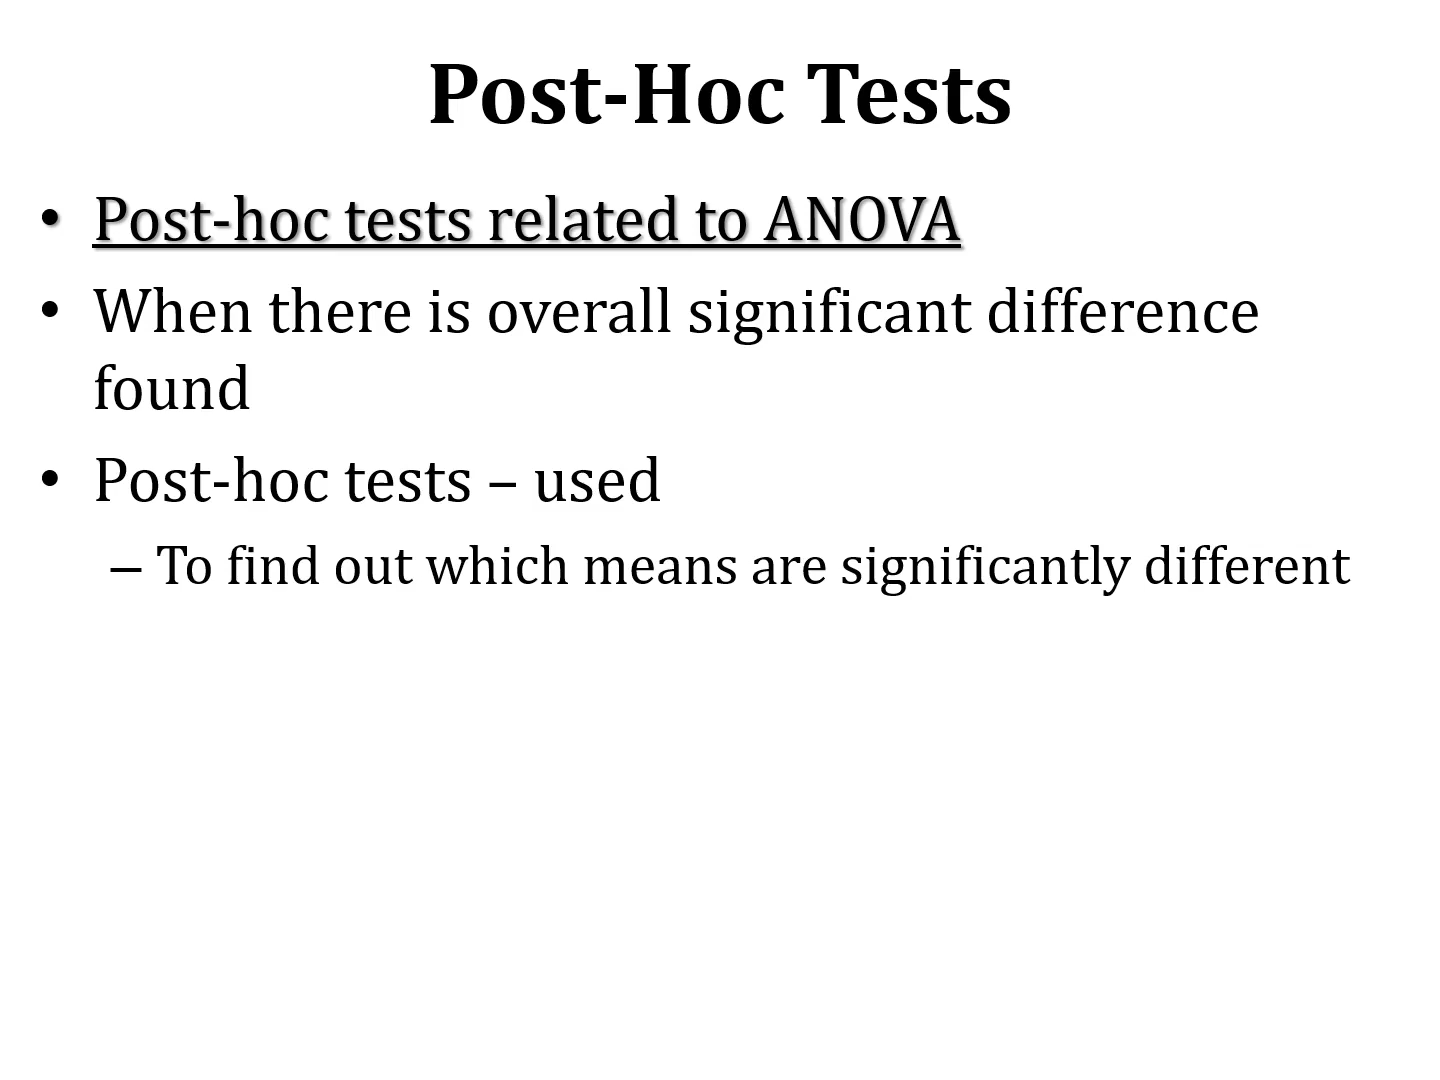 Post-Hoc Tests
• Post-hoc tests related to ANOVA
• When there is overall significant difference
found
• Post-hoc tests – used
– To find out which means are significantly different